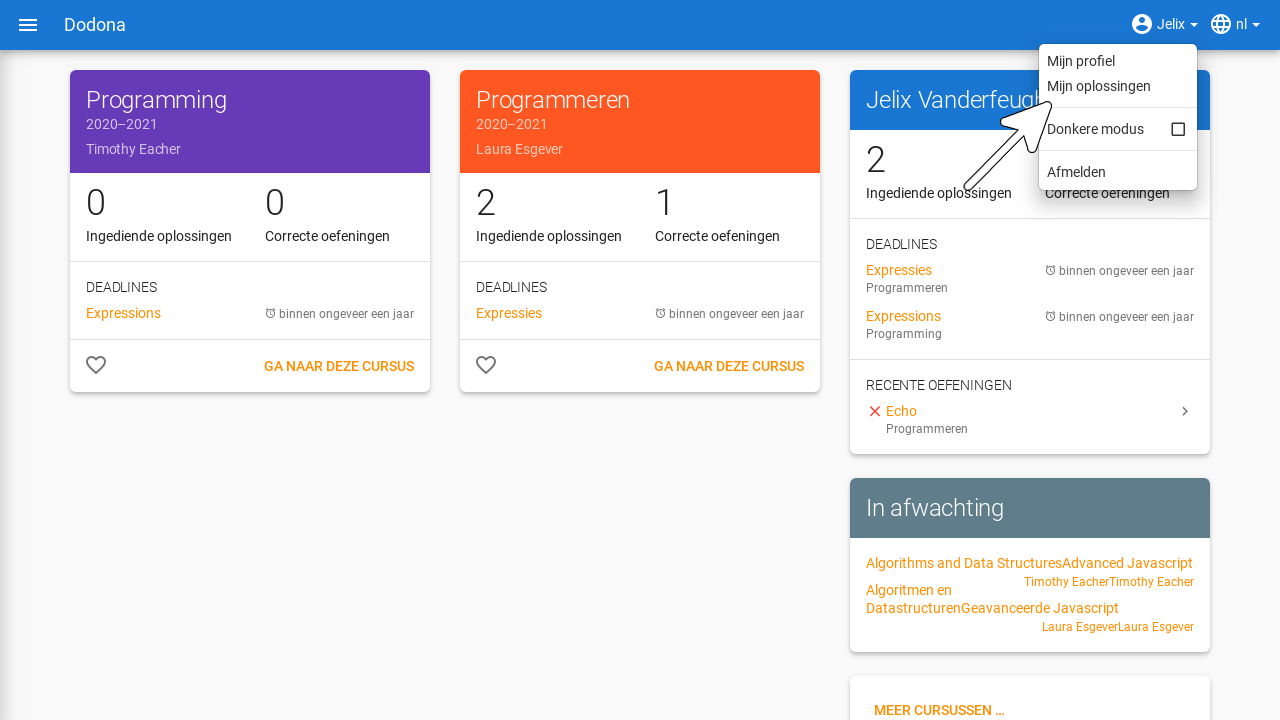 Dodona
Jelix
nl
Mijn profiel
Mijn oplossingen
Donkere modus
Afmelden
Programming
2020–2021
Timothy Eacher
0
Ingediende oplossingen
0
Correcte oefeningen
DEADLINES
Expressions
binnen ongeveer een jaar
GA NAAR DEZE CURSUS
Programmeren
2020–2021
Laura Esgever
2
Ingediende oplossingen
1
Correcte oefeningen
DEADLINES
Expressies
binnen ongeveer een jaar
GA NAAR DEZE CURSUS
Jelix
2
Ingediende oplossingen
Correcte oefeningen
DEADLINES
Expressies
binnen ongeveer een jaar
Programmeren
Expressions
binnen ongeveer een jaar
Programming
RECENTE OEFENINGEN
Echo
Programmeren
In afwachting
Algorithms and Data StructuresAdvanced Javascript
Timothy EacherTimothy Eacher
Algoritmen en
DatastructurenGeavanceerde Javascript
Laura EsgeverLaura Esgever
MEER CURSUSSEN ...